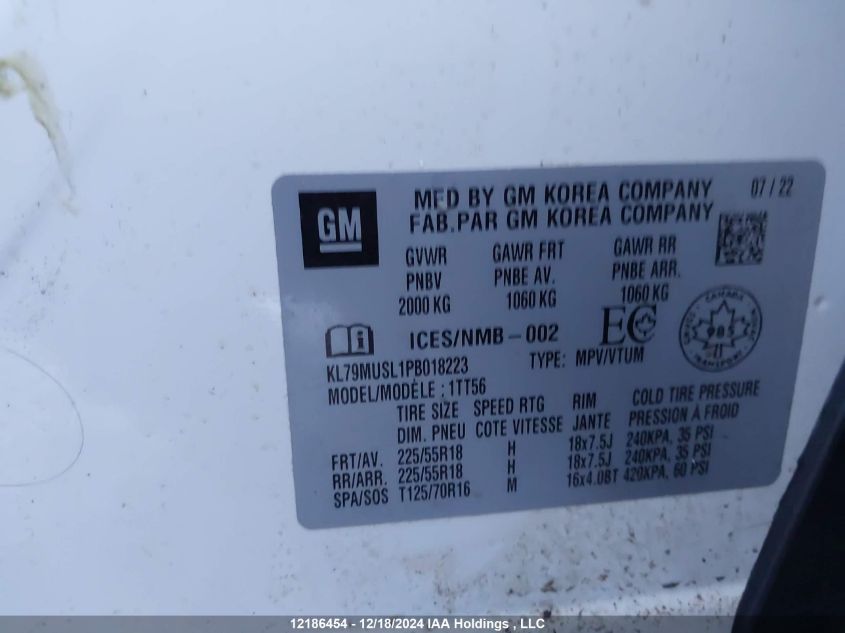 GM
MFD BY GM KOREA COMPANY 07 / 22
FAB.PAR GM KOREA COMPANY
GVWR GAWR FRT GAWR RR
PNBV PNBE AV. PNBE ARR.
2000 KG 1060 KG 1060 KG
ICES/NMB-002 EC
KL79MUSL1PB018223 TYPE: MPV/VTUM
MODEL/MODÈLE : 1TT56
TIRE SIZE SPEED RTG RIM COLD TIRE PRESSURE
DIM. PNEU COTE VITESSE JANTE PRESSION À FROID
FRT/AV. 225/55R18 H 18x7.5J 240KPA, 35 PSI
RR/ARR. 225/55R18 H 18x7.5J 240KPA, 35 PSI
SPA/SOS T125/70R16 M 16x4.0BT 420KPA, 60 PSI
CANADA
TRANSPORT
12186454 - 12/18/2024 IAA Holdings , LLC